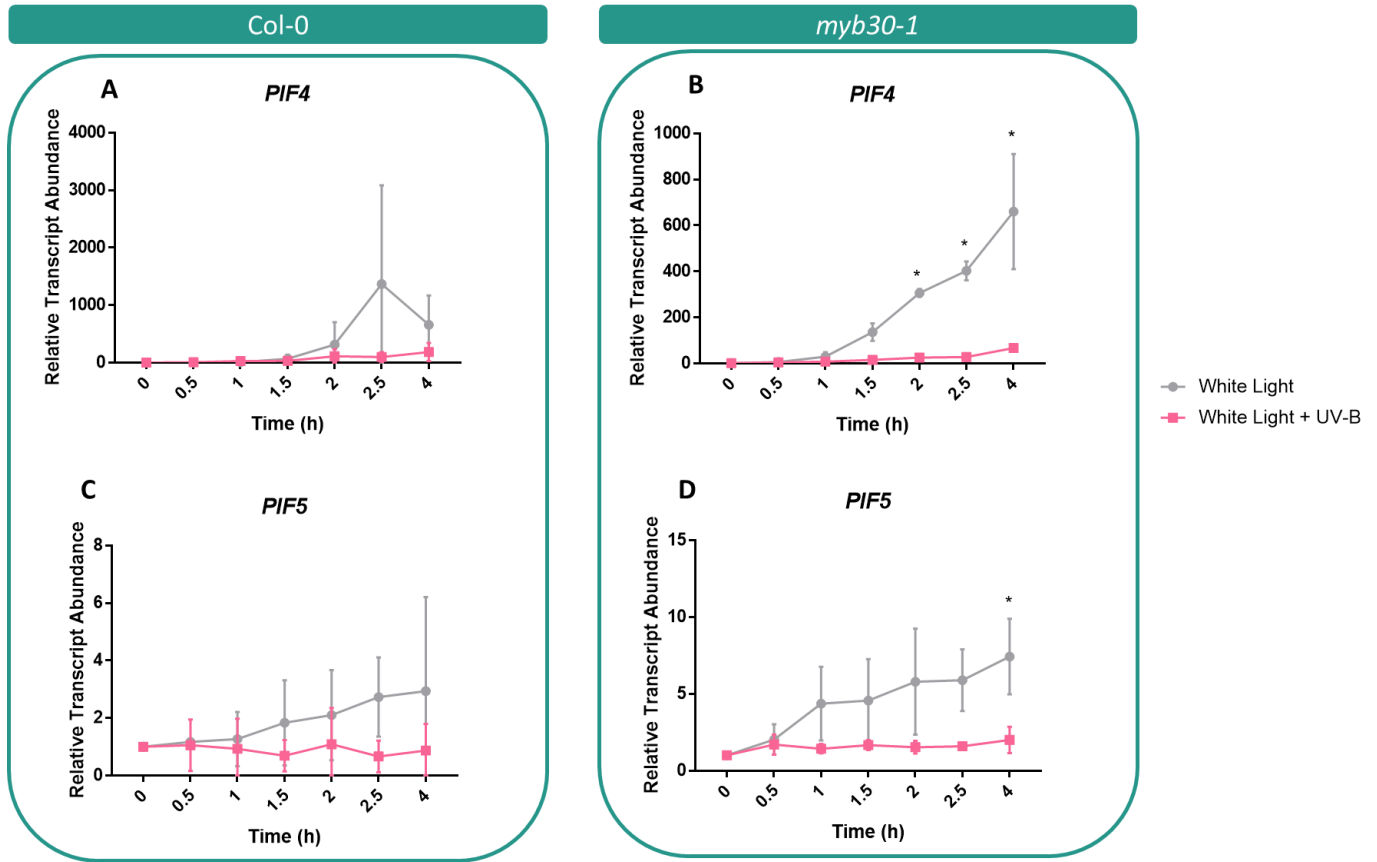 Col-0
myb30-1
A
PIF4
Relative Transcript Abundance
4000
3000
2000
1000
0
0
0.5
1
1.5
2
2.5
4
Time (h)
B
PIF4
Relative Transcript Abundance
1000
800
600
400
200
0
*
*
*
0
0.5
1
1.5
2
2.5
4
Time (h)
White Light
White Light + UV-B
C
PIF5
Relative Transcript Abundance
8
6
4
2
0
0
0.5
1
1.5
2
2.5
4
Time (h)
D
PIF5
Relative Transcript Abundance
15
10
5
0
*
0
0.5
1
1.5
2
2.5
4
Time (h)